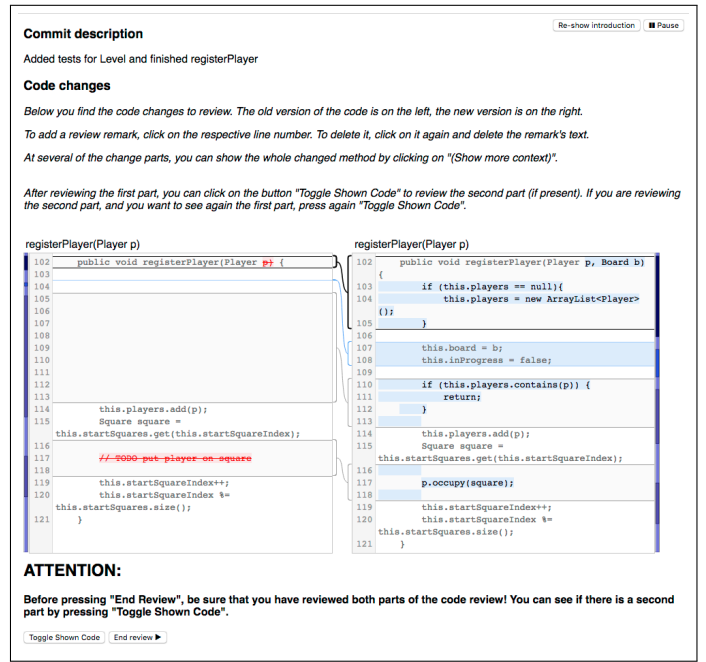 Re-show introduction
Pause
Commit description
Added tests for Level and finished registerPlayer
Code changes
Below you find the code changes to review. The old version of the code is on the left, the new version is on the right.
To add a review remark, click on the respective line number. To delete it, click on it again and delete the remark's text.
At several of the change parts, you can show the whole changed method by clicking on "(Show more context)".
After reviewing the first part, you can click on the button "Toggle Shown Code" to review the second part (if present). If you are reviewing
the second part, and you want to see again the first part, press again "Toggle Shown Code".
registerPlayer(Player p)
102 public void registerPlayer(Player p) {
103
104
105
106
107
108
109
110
111
112
113
114 this.players.add(p);
115 Square square =
this.startSquares.get(this.startSquareIndex);
116
117 // TODO put player on square
118
119 this.startSquareIndex++;
120 this.startSquareIndex %=
this.startSquares.size();
121 }
registerPlayer(Player p)
102 public void registerPlayer(Player p, Board b)
{
103 if (this.players == null){
104 this.players = new ArrayList<Player>
();
105 }
106
107 this.board = b;
108 this.inProgress = false;
109
110 if (this.players.contains(p)) {
111 return;
112 }
113
114 this.players.add(p);
115 Square square =
this.startSquares.get(this.startSquareIndex);
116
117 p.occupy(square);
118
119 this.startSquareIndex++;
120 this.startSquareIndex %=
this.startSquares.size();
121 }
ATTENTION:
Before pressing "End Review", be sure that you have reviewed both parts of the code review! You can see if there is a second
part by pressing "Toggle Shown Code".
Toggle Shown Code
End review